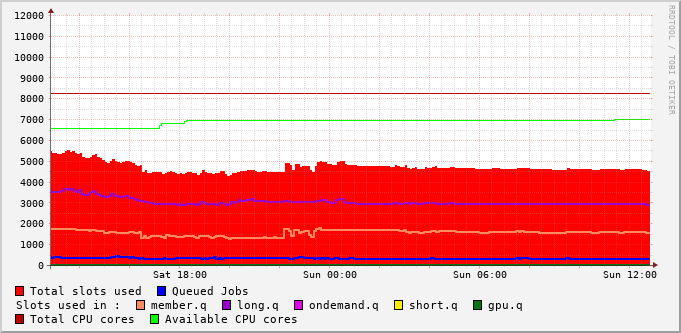 12000
11000
10000
9000
8000
7000
6000
5000
4000
3000
2000
1000
0
Sat 18:00 Sun 00:00 Sun 06:00 Sun 12:00
RRDTOOL / TOBI OETIKER
Total slots used Queued Jobs
Slots used in : member.q long.q ondemand.q short.q gpu.q
Total CPU cores Available CPU cores